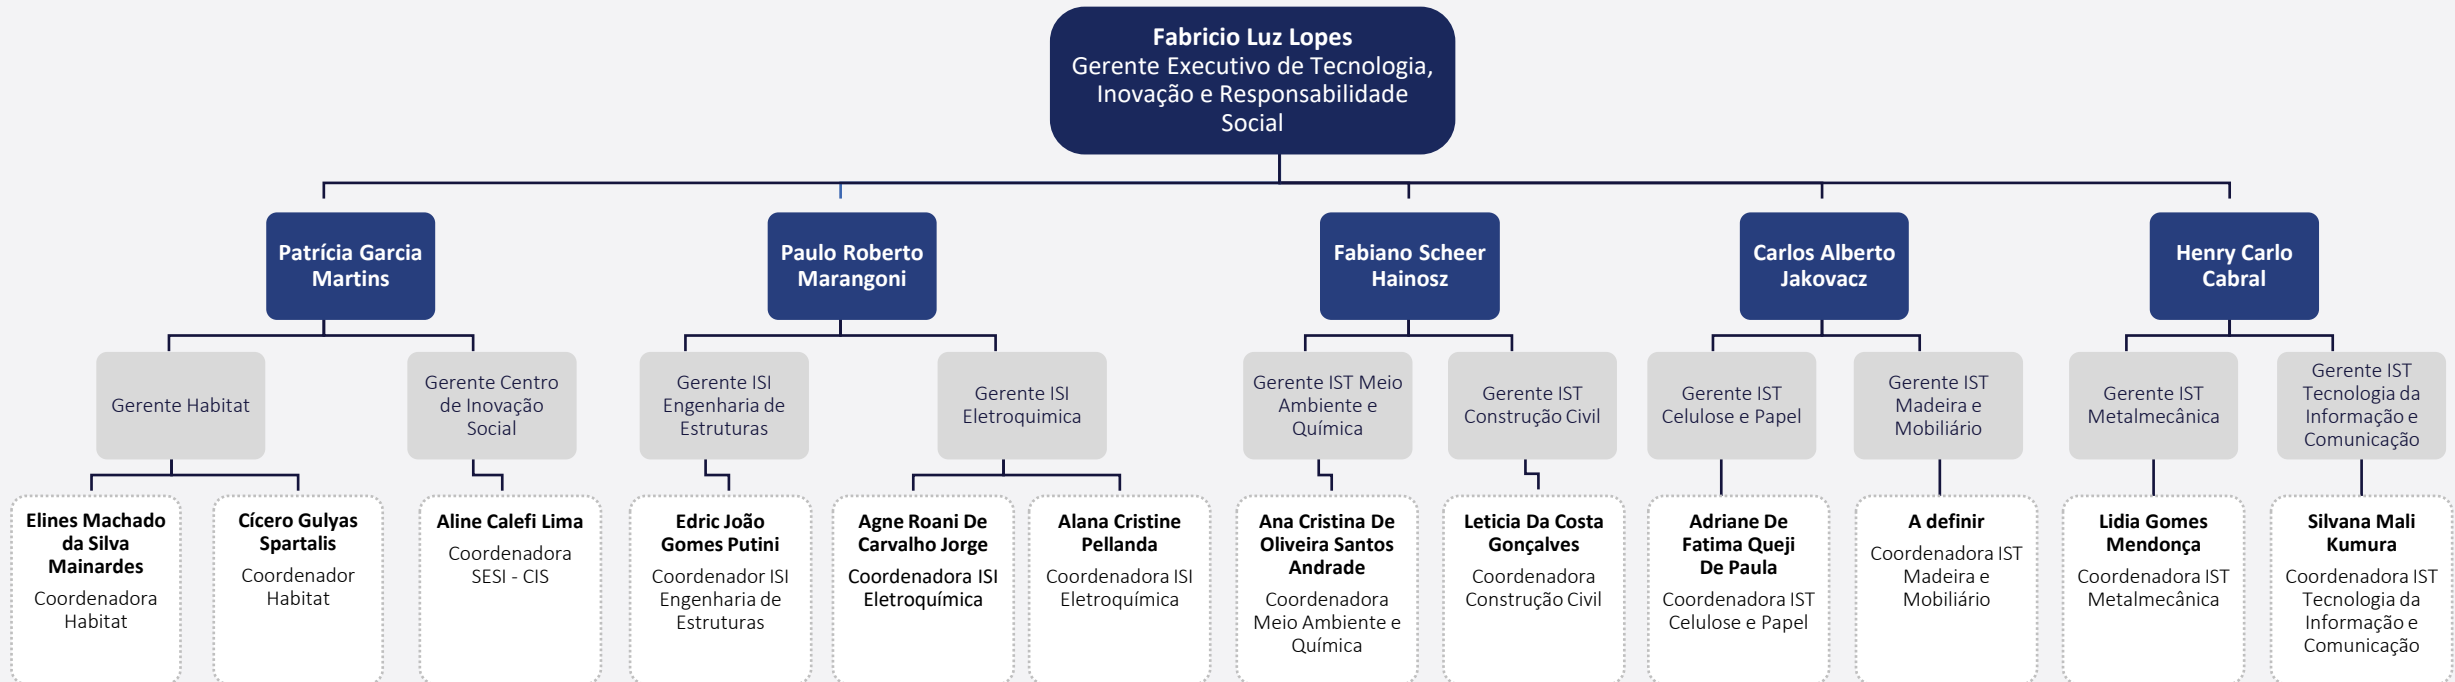 Fabricio Luz Lopes
Gerente Executivo de Tecnologia,
Inovação e Responsabilidade
Social
Patrícia Garcia
Martins
Paulo Roberto
Marangoni
Fabiano Scheer
Hainosz
Carlos Alberto
Jakovacz
Henry Carlo
Cabral
Gerente Habitat
Gerente Centro
de Inovação
Social
Gerente ISI
Engenharia de
Estruturas
Gerente ISI
Eletroquimica
Gerente IST Meio
Ambiente e
Química
Gerente IST
Construção Civil
Gerente IST
Celulose e Papel
Gerente IST
Madeira e
Mobiliário
Gerente IST
Metalmecânica
Gerente IST
Tecnologia da
Informação e
Comunicação
Elines Machado
da Silva
Mainardes
Coordenadora
Habitat
Cícero Gulyas
Spartalis
Coordenador
Habitat
Aline Calefi Lima
Coordenadora
SESI - CIS
Edric João
Gomes Putini
Coordenador ISI
Engenharia de
Estruturas
Agne Roani De
Carvalho Jorge
Coordenadora ISI
Eletroquímica
Alana Cristine
Pellanda
Coordenadora ISI
Eletroquímica
Ana Cristina De
Oliveira Santos
Andrade
Coordenadora
Meio Ambiente e
Química
Leticia Da Costa
Gonçalves
Coordenadora
Construção Civil
Adriane De
Fatima Queji
De Paula
Coordenadora IST
Celulose e Papel
A definir
Coordenadora IST
Madeira e
Mobiliário
Lidia Gomes
Mendonça
Coordenadora IST
Metalmecânica
Silvana Mali
Kumura
Coordenadora IST
Tecnologia da
Informação e
Comunicação